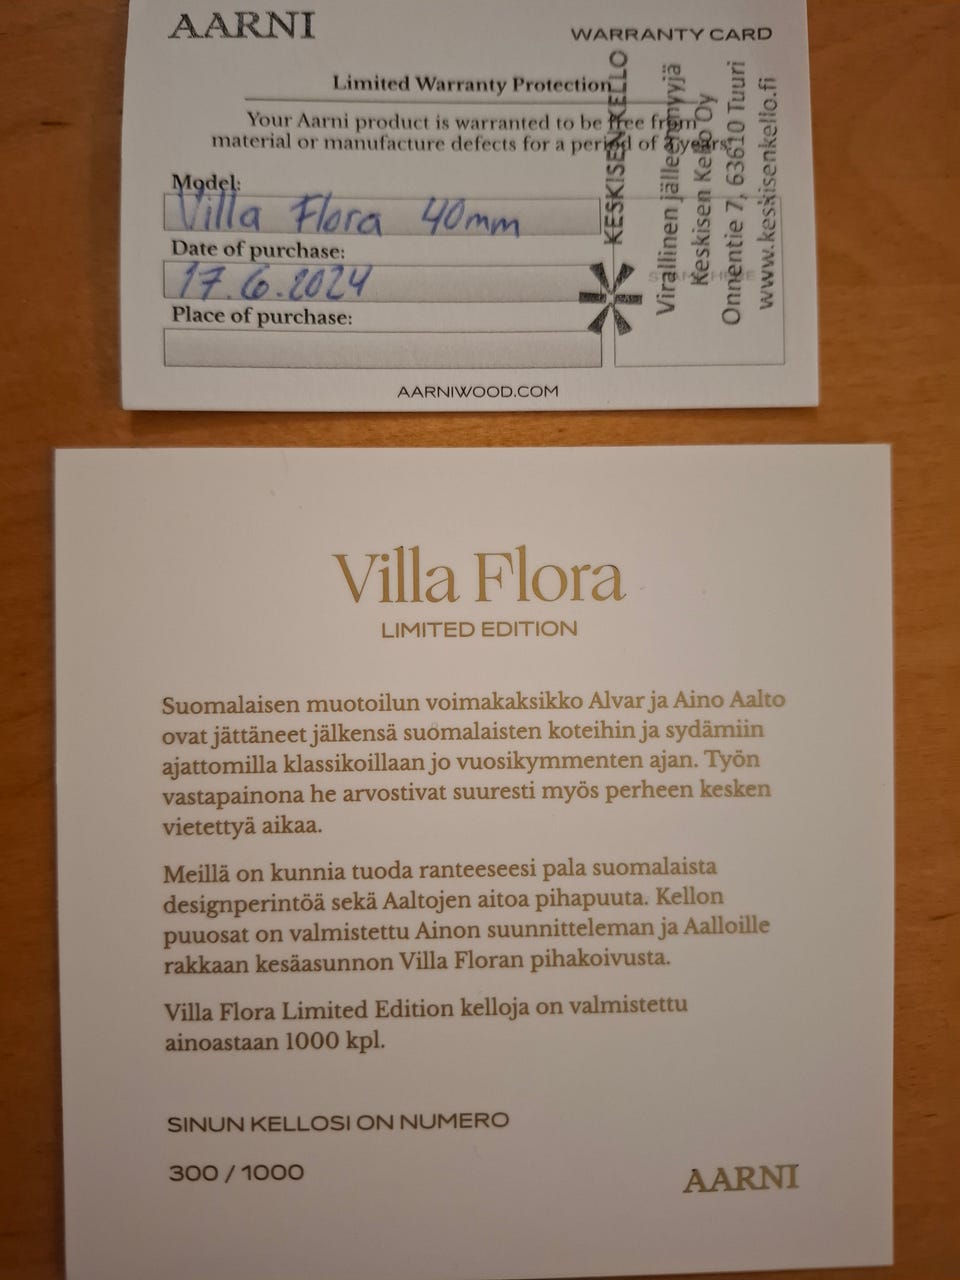 AARNI
WARRANTY CARD
Limited Warranty Protection
Your Aarni product is warranted to be free from
material or manufacture defects for a period of years.
Model:
Villa Flora 40mm
Date of purchase:
17.6.2024
Place of purchase:
KESKISEN KELLO
Virallinen jälleenmyyjä
Keskisen Kello Oy
Onnentie 7, 63610 Tuuri
www.keskisenkello.fi
AARNIWOOD.COM
Villa Flora
LIMITED EDITION
Suomalaisen muotoilun voimakaksikko Alvar ja Aino Aalto
ovat jättäneet jälkensä suomalaisten koteihin ja sydämiin
ajattomilla klassikoillaan jo vuosikymmenten ajan. Työn
vastapainona he arvostivat suuresti myös perheen kesken
vietettyä aikaa.
Meillä on kunnia tuoda ranteeseesi pala suomalaista
designperintöä sekä Aaltojen aitoa pihapuuta. Kellon
puuosat on valmistettu Ainon suunnitteleman ja Aalloille
rakkaan kesäasunnon Villa Floran pihakoivusta.
Villa Flora Limited Edition kelloja on valmistettu
ainoastaan 1000 kpl.
SINUN KELLOSI ON NUMERO
300 / 1000
AARNI